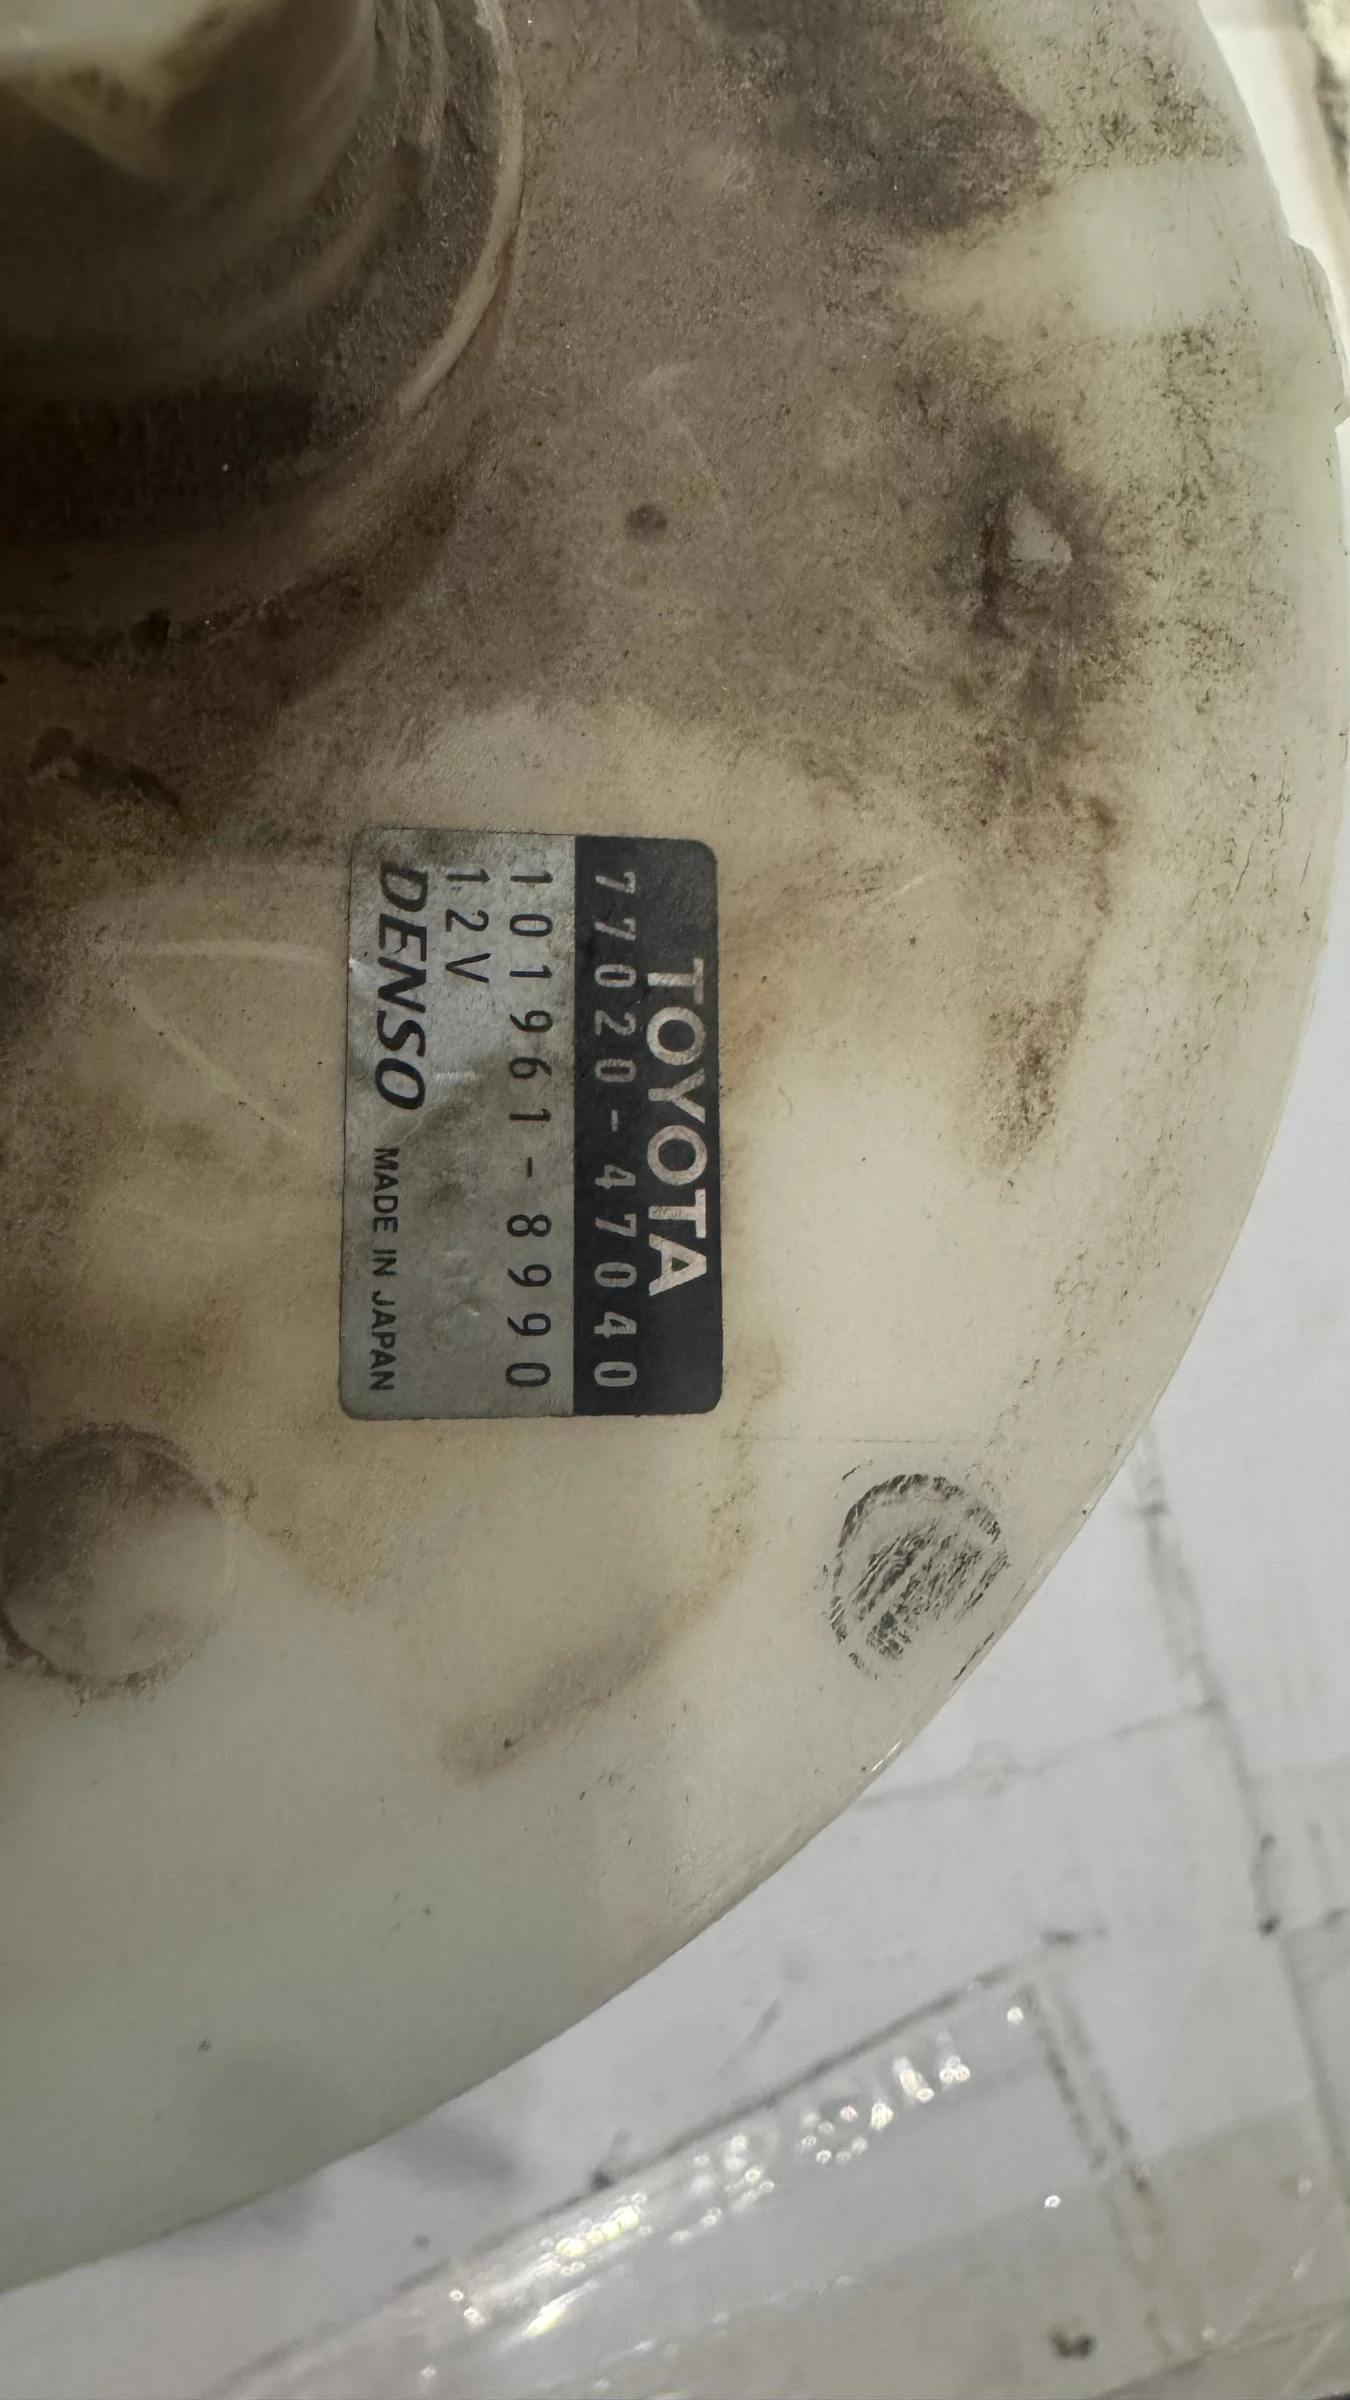 TOYOTA
77020-47040
101961-8990
12V
DENSO MADE IN JAPAN